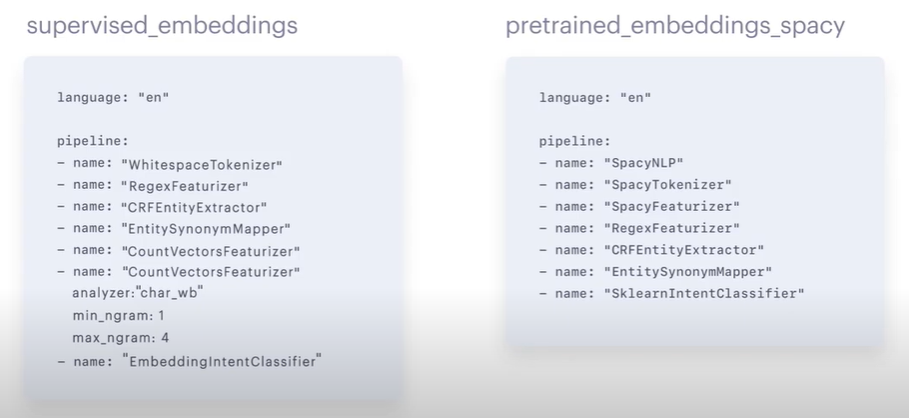 supervised_embeddings
language: "en"
pipeline:
- name: "WhitespaceTokenizer"
- name: "RegexFeaturizer"
- name: "CRFEntityExtractor"
- name: "EntitySynonymMapper"
- name: "CountVectorsFeaturizer"
- name: "CountVectorsFeaturizer"
analyzer:"char_wb"
min_ngram: 1
max_ngram: 4
- name: "EmbeddingIntentClassifier"
pretrained_embeddings_spacy
language: "en"
pipeline:
- name: "SpacyNLP"
- name: "SpacyTokenizer"
- name: "SpacyFeaturizer"
- name: "RegexFeaturizer"
- name: "CRFEntityExtractor"
- name: "EntitySynonymMapper"
- name: "SklearnIntentClassifier"